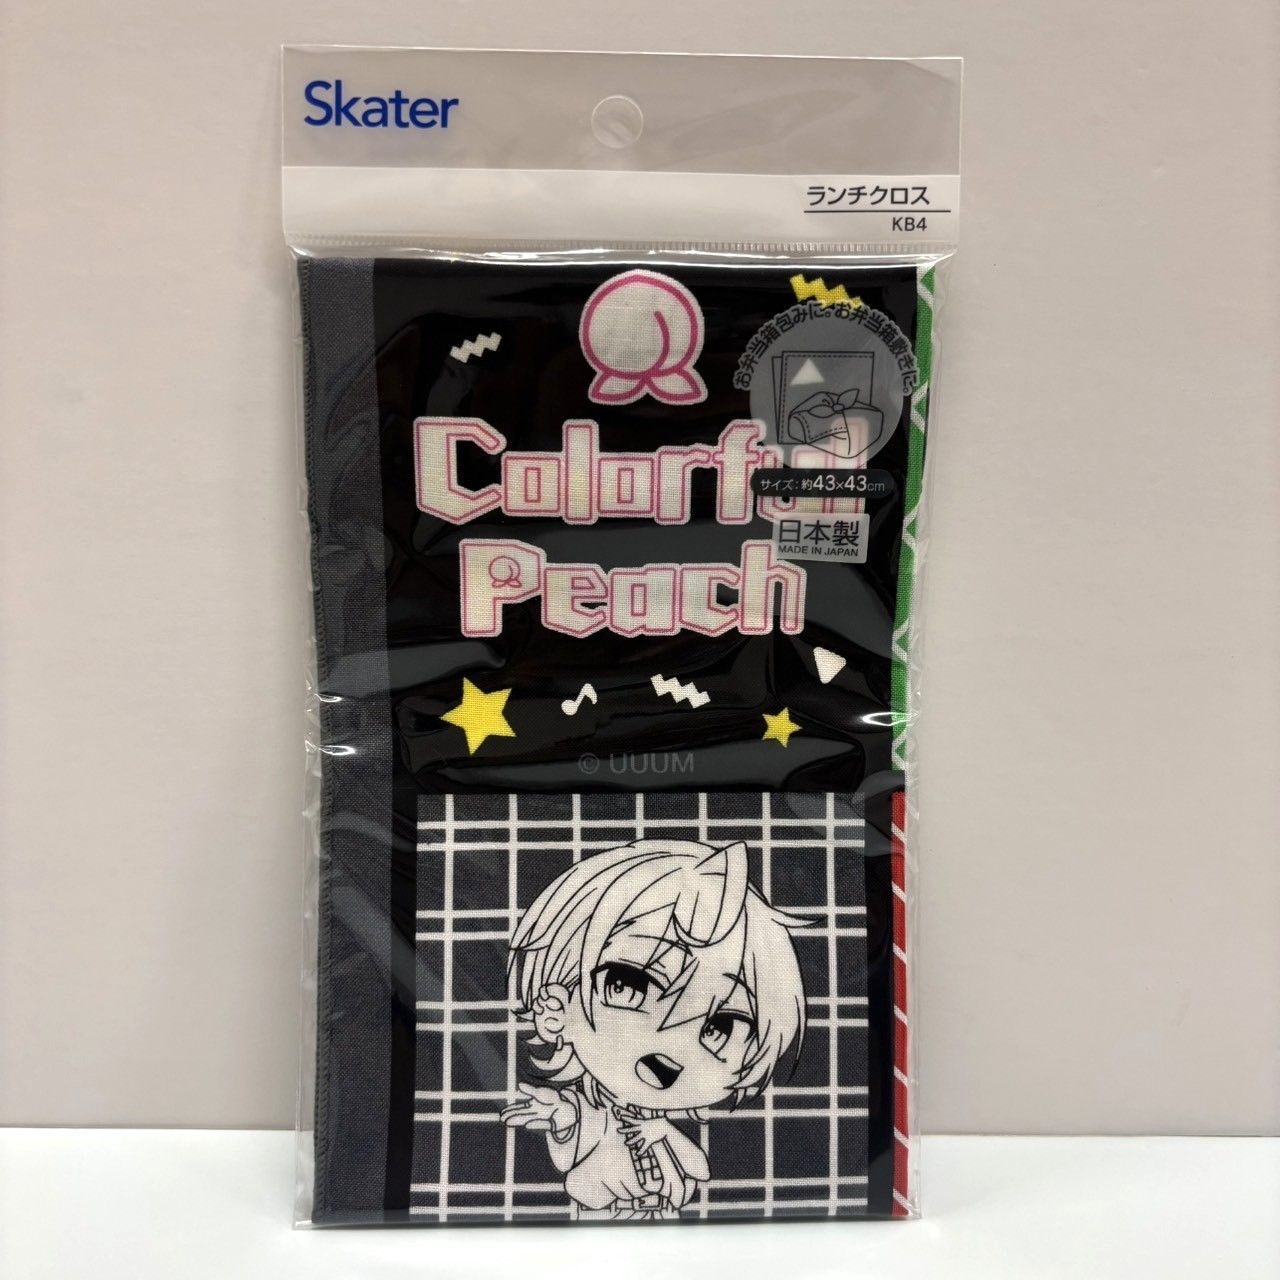 Skater
ランチクロス
KB4
お弁当箱包みに。お弁当箱敷きに。
Colorful
サイズ：約43×43cm
日本製
MADE IN JAPAN
Peach
© UUUM